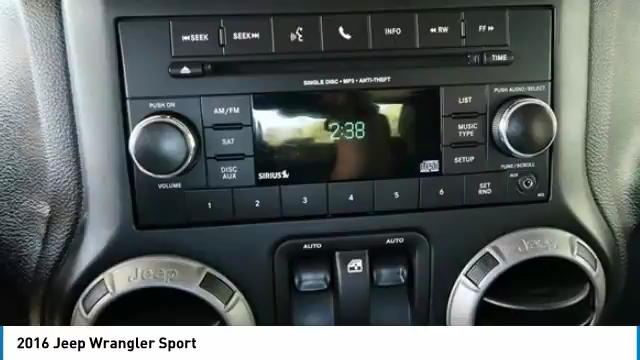 ⏮SEEK SEEK⏭ INFO ◄◄RW FF►►
TIME
SINGLE DISC • MP3 • ANTI-THEFT
PUSH ON
AM/FM
SAT
DISC
AUX
VOLUME
2:38
SIRIUS
LIST
MUSIC
TYPE
SETUP
PUSH AUDIO/SELECT
TUNE/SCROLL
AUX
1 2 3 4 5 6 SET
RND
AUTO AUTO
Jeep Jeep
2016 Jeep Wrangler Sport